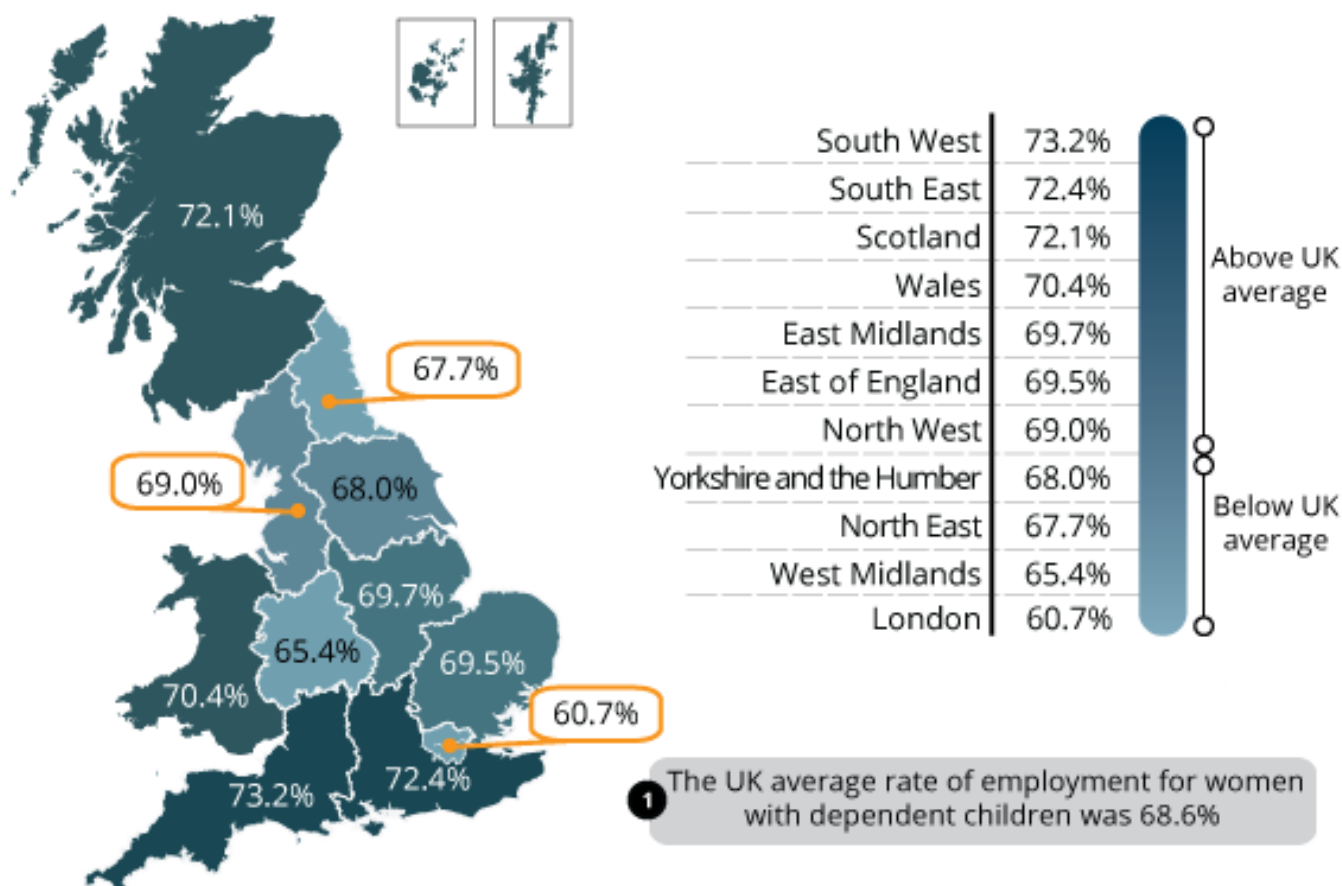 72.1%
67.7%
69.0%
68.0%
69.7%
65.4%
69.5%
70.4%
60.7%
72.4%
73.2%
South West 73.2%
South East 72.4%
Scotland 72.1%
Wales 70.4%
East Midlands 69.7%
East of England 69.5%
North West 69.0%
Yorkshire and the Humber 68.0%
North East 67.7%
West Midlands 65.4%
London 60.7%
Above UK
average
Below UK
average
1 The UK average rate of employment for women
with dependent children was 68.6%